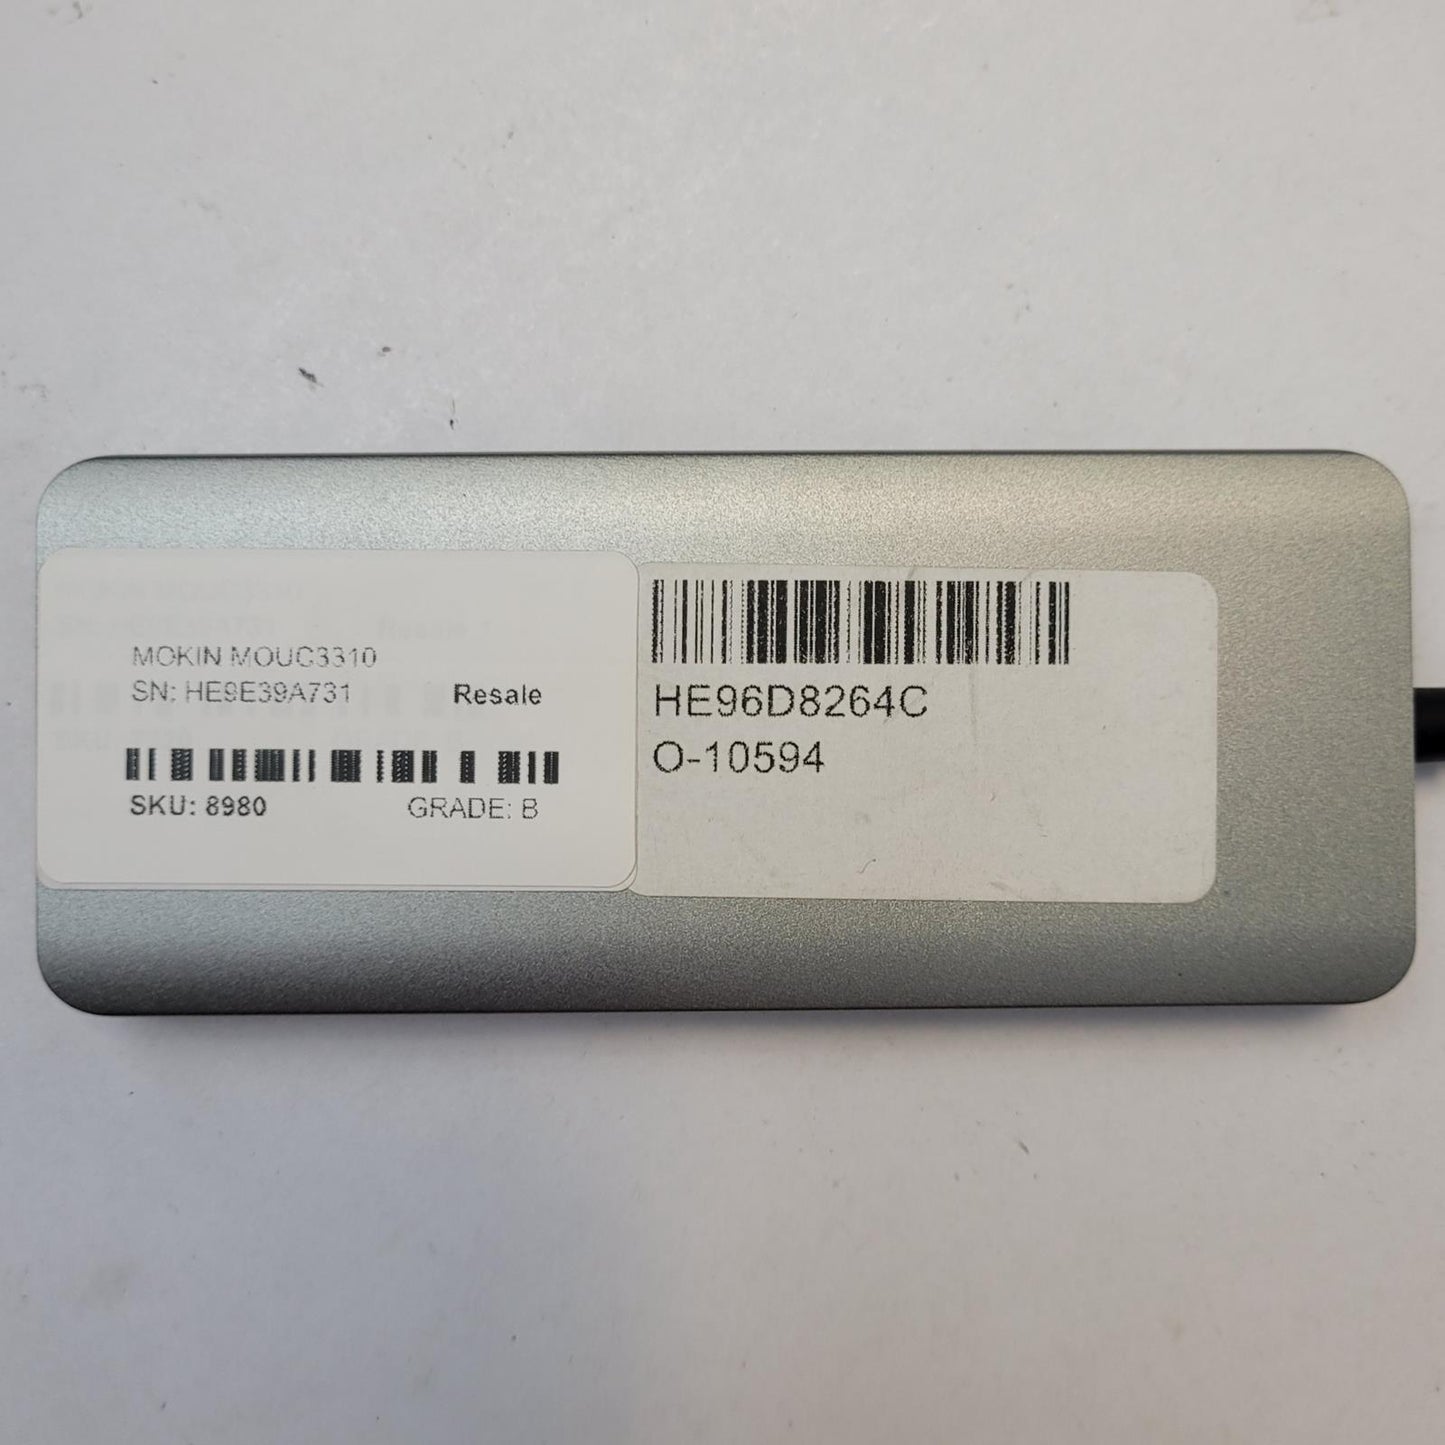 MOKIN MOUC3310
SN: HE9E39A731 Resale
SKU: 8980 GRADE: B
HE96D8264C
O-10594